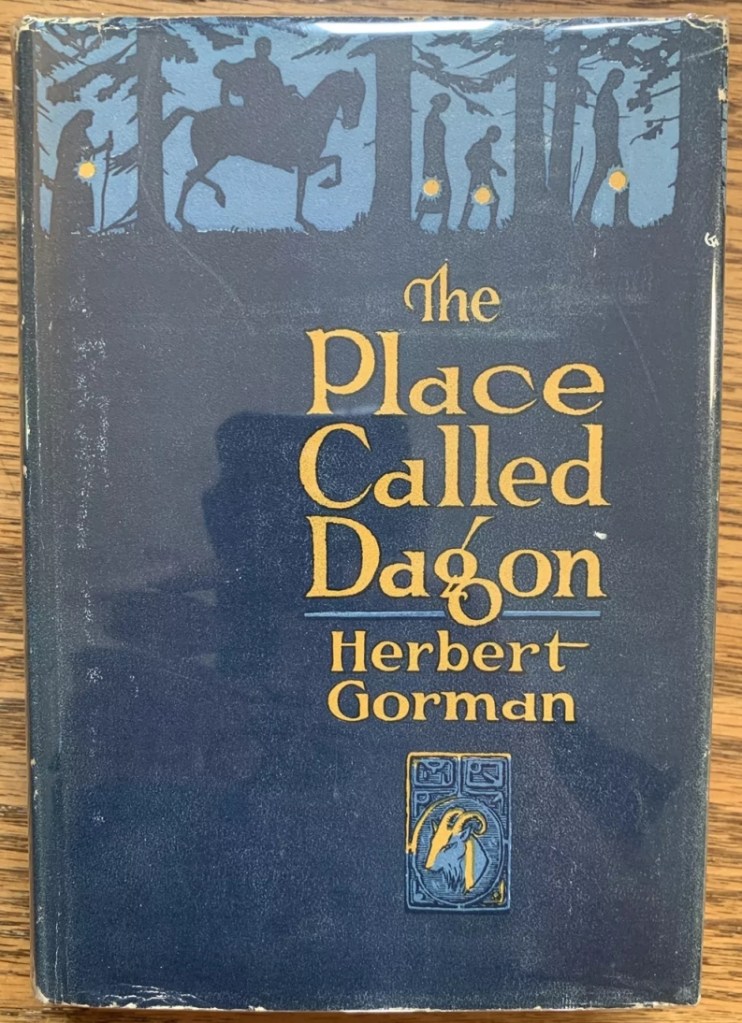 The
Place
Called
Dagon
Herbert
Gorman